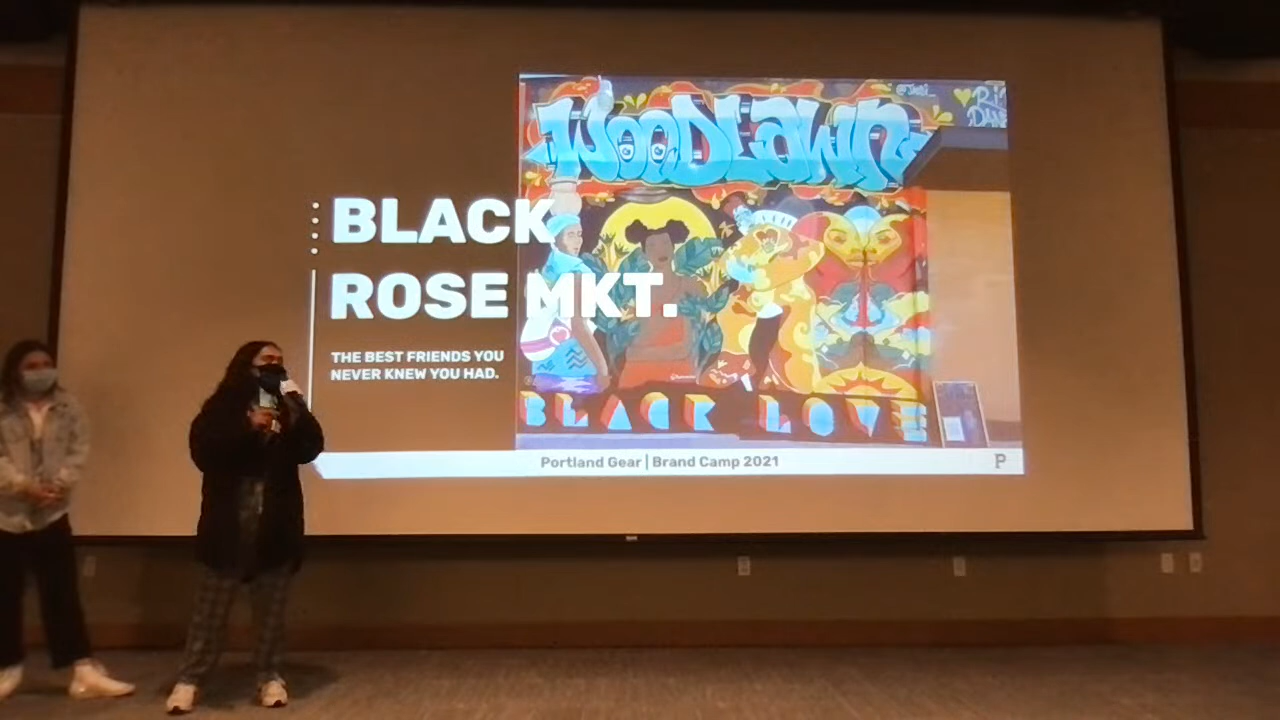 BLACK
ROSE MKT.
THE BEST FRIENDS YOU
NEVER KNEW YOU HAD.
WOODLAWN
BLACK LOVE
Portland Gear | Brand Camp 2021
P